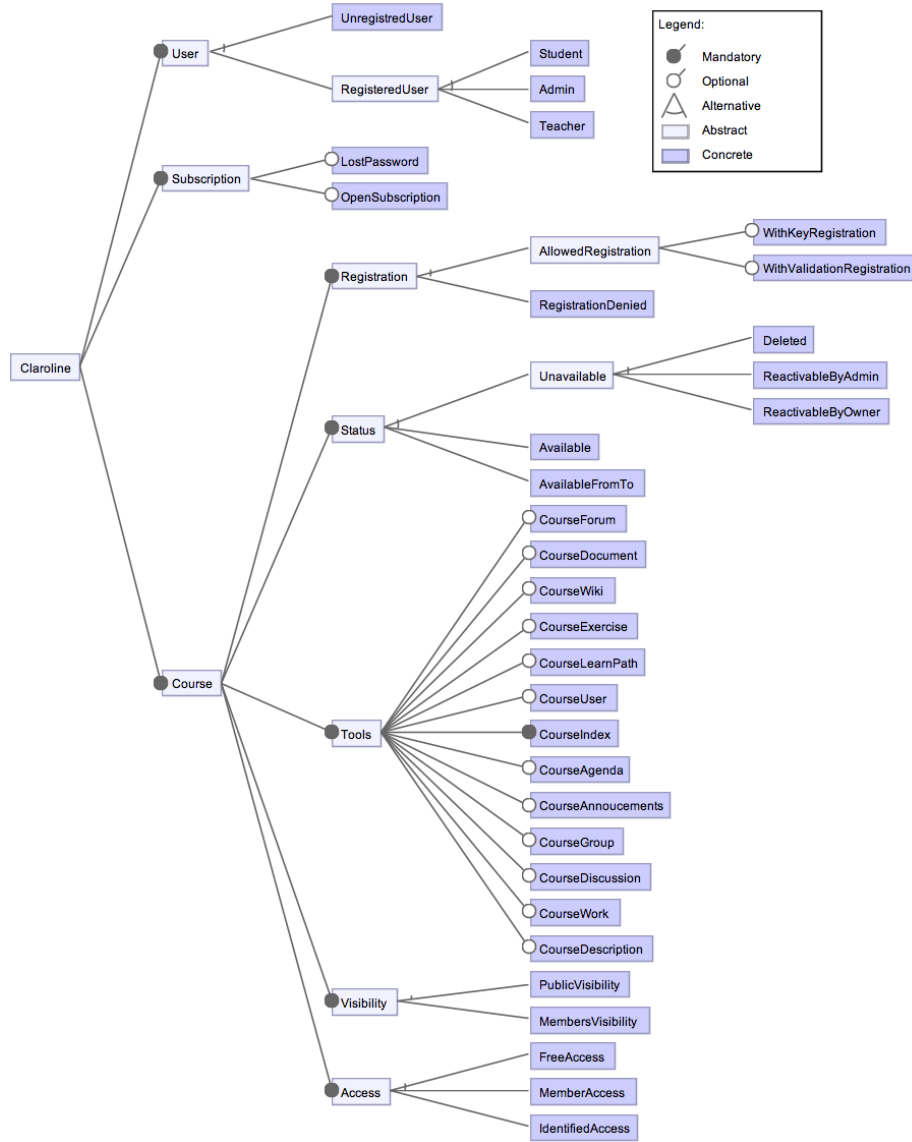 UnregistredUser
User
RegisteredUser
Student
Admin
Teacher
Legend:
Mandatory
Optional
Alternative
Abstract
Concrete
Subscription
LostPassword
OpenSubscription
Registration
AllowedRegistration
WithKeyRegistration
WithValidationRegistration
RegistrationDenied
Claroline
Status
Unavailable
Deleted
ReactivableByAdmin
ReactivableByOwner
Available
AvailableFromTo
Course
Tools
CourseForum
CourseDocument
CourseWiki
CourseExercise
CourseLearnPath
CourseUser
CourseIndex
CourseAgenda
CourseAnnoucements
CourseGroup
CourseDiscussion
CourseWork
CourseDescription
Visibility
PublicVisibility
MembersVisibility
Access
FreeAccess
MemberAccess
IdentifiedAccess